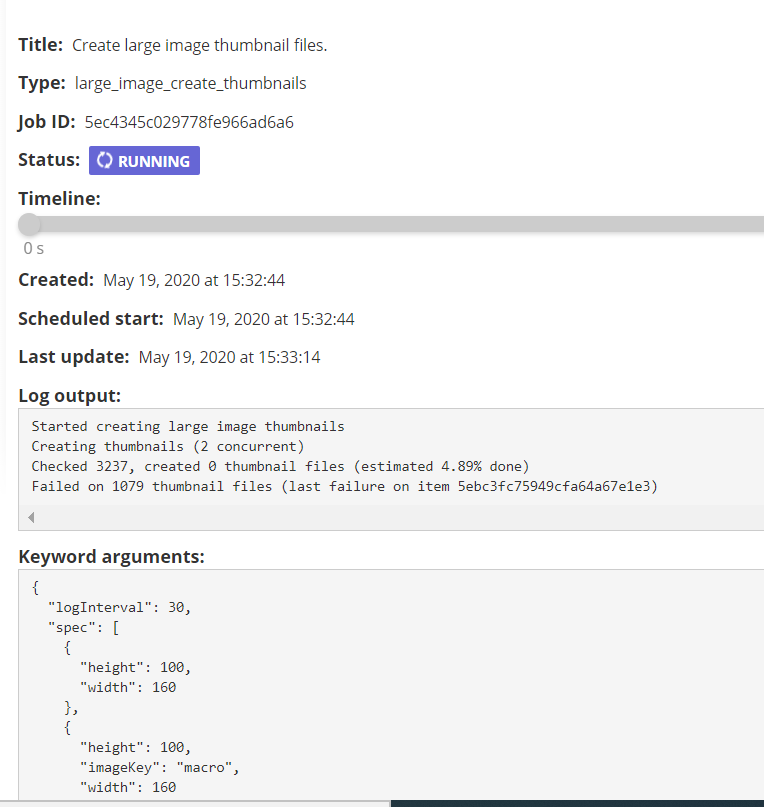 Title: Create large image thumbnail files.
Type: large_image_create_thumbnails
Job ID: 5ec4345c029778fe966ad6a6
Status: RUNNING
Timeline:
0 s
Created: May 19, 2020 at 15:32:44
Scheduled start: May 19, 2020 at 15:32:44
Last update: May 19, 2020 at 15:33:14
Log output:
Started creating large image thumbnails
Creating thumbnails (2 concurrent)
Checked 3237, created 0 thumbnail files (estimated 4.89% done)
Failed on 1079 thumbnail files (last failure on item 5ebc3fc75949cfa64a67e1e3)
Keyword arguments:
{
  "logInterval": 30,
  "spec": [
    {
      "height": 100,
      "width": 160
    },
    {
      "height": 100,
      "imageKey": "macro",
      "width": 160